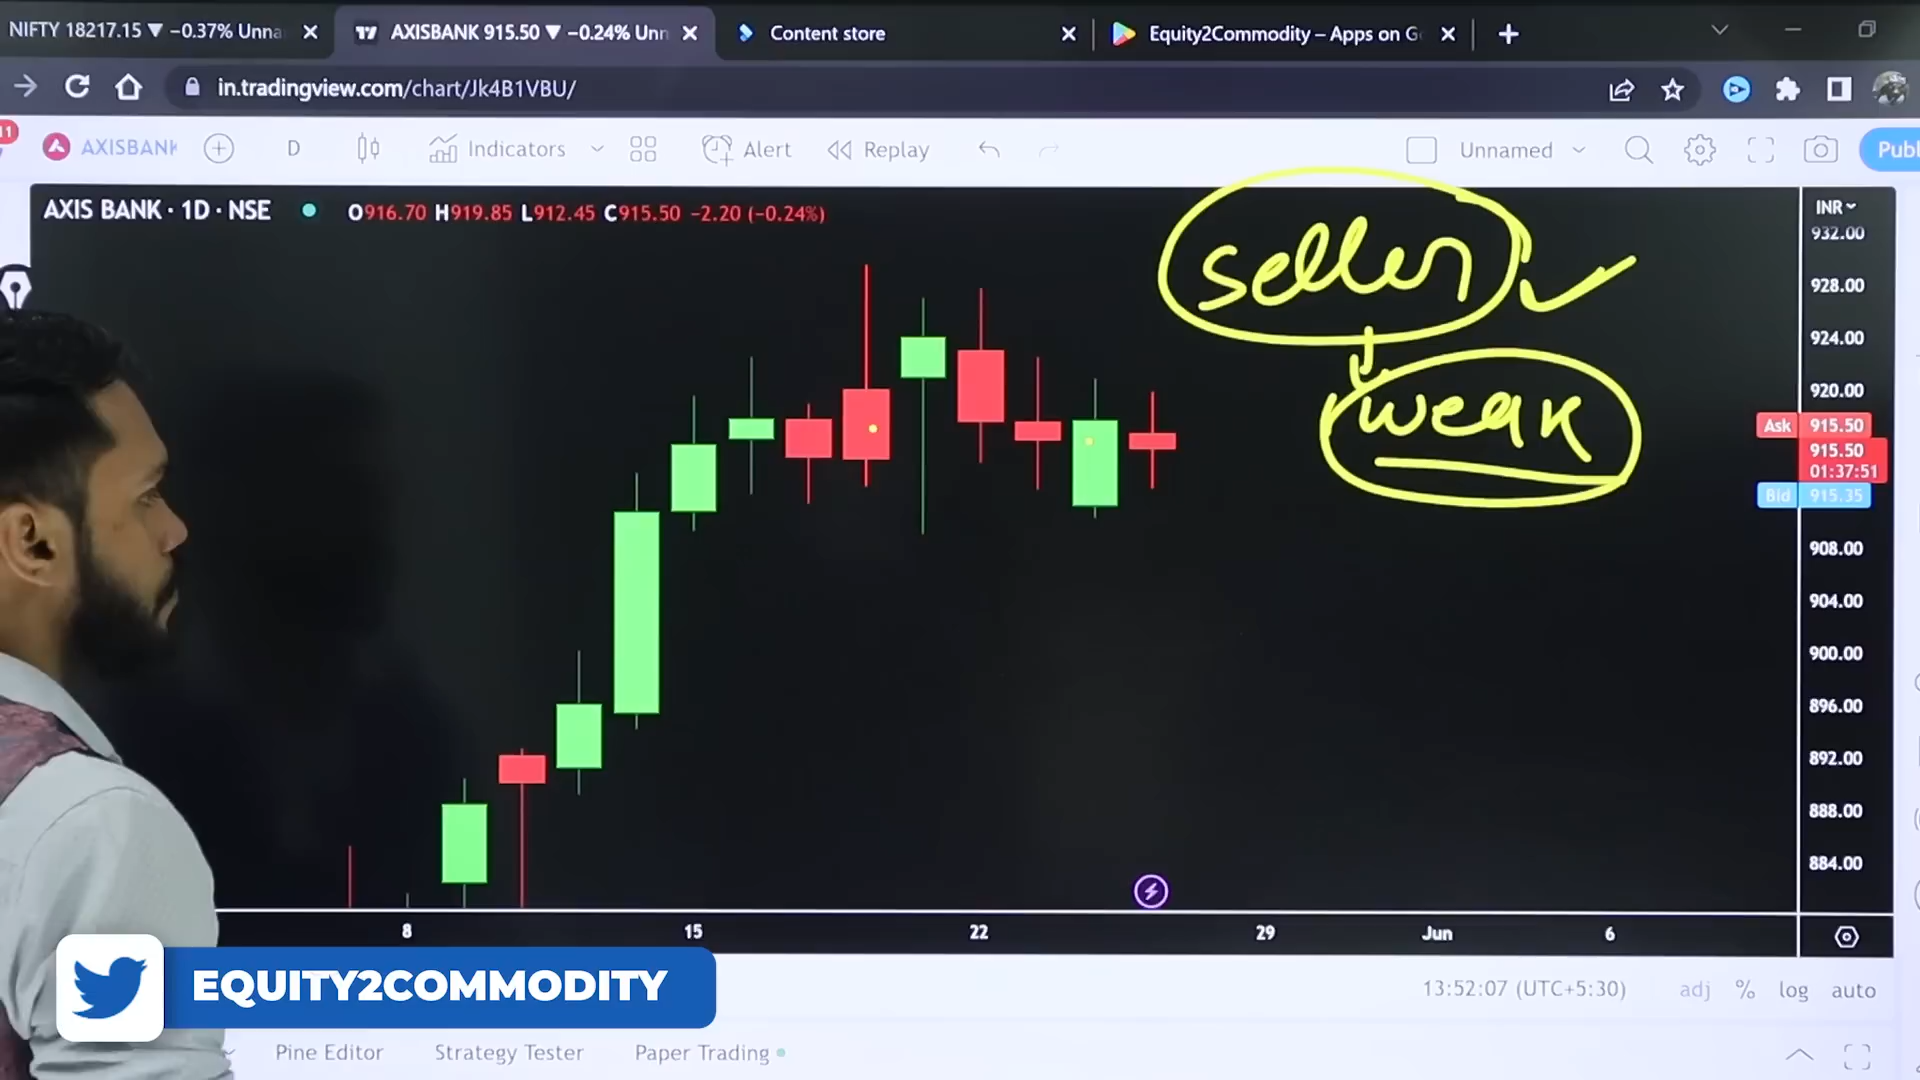 NIFTY 18217.15 ▼ −0.37% Unna
AXISBANK 915.50 ▼ −0.24% Unn
Content store
Equity2Commodity – Apps on G
in.tradingview.com/chart/Jk4B1VBU/
11
AXISBANK
D
Indicators
Alert
Replay
Unnamed
Publ
AXIS BANK · 1D · NSE
O916.70 H919.85 L912.45 C915.50 −2.20 (−0.24%)
INR
932.00
928.00
924.00
920.00
Ask 915.50
915.50
01:37:51
Bid 915.35
908.00
904.00
900.00
896.00
892.00
888.00
884.00
seller
weak
8 15 22 29 Jun 6
EQUITY2COMMODITY
13:52:07 (UTC+5:30)
adj % log auto
Pine Editor
Strategy Tester
Paper Trading